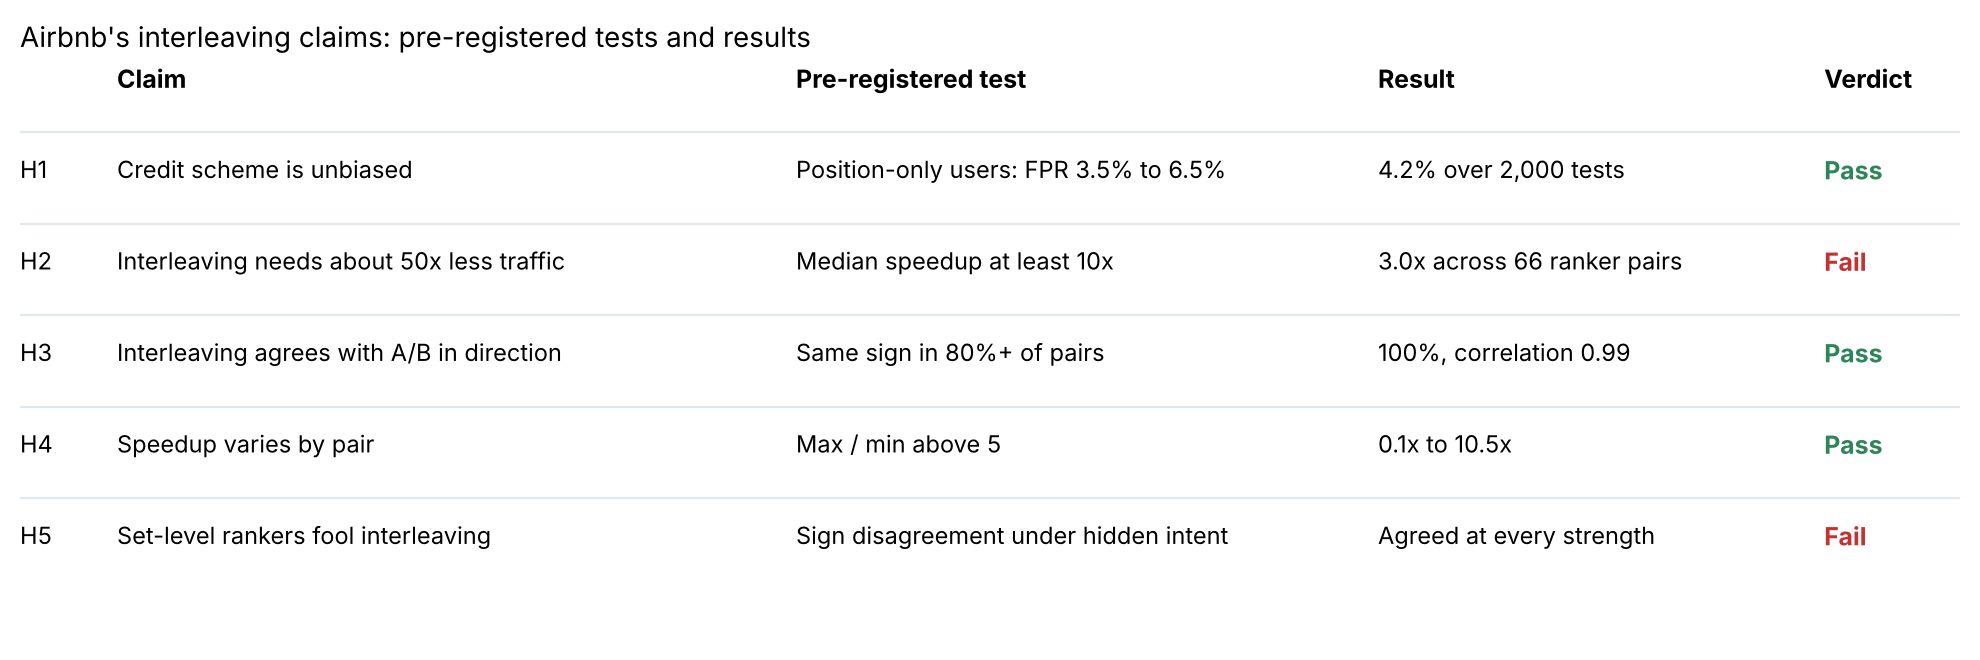 Airbnb's interleaving claims: pre-registered tests and results
Claim Pre-registered test Result Verdict
H1 Credit scheme is unbiased Position-only users: FPR 3.5% to 6.5% 4.2% over 2,000 tests Pass
H2 Interleaving needs about 50x less traffic Median speedup at least 10x 3.0x across 66 ranker pairs Fail
H3 Interleaving agrees with A/B in direction Same sign in 80%+ of pairs 100%, correlation 0.99 Pass
H4 Speedup varies by pair Max / min above 5 0.1x to 10.5x Pass
H5 Set-level rankers fool interleaving Sign disagreement under hidden intent Agreed at every strength Fail